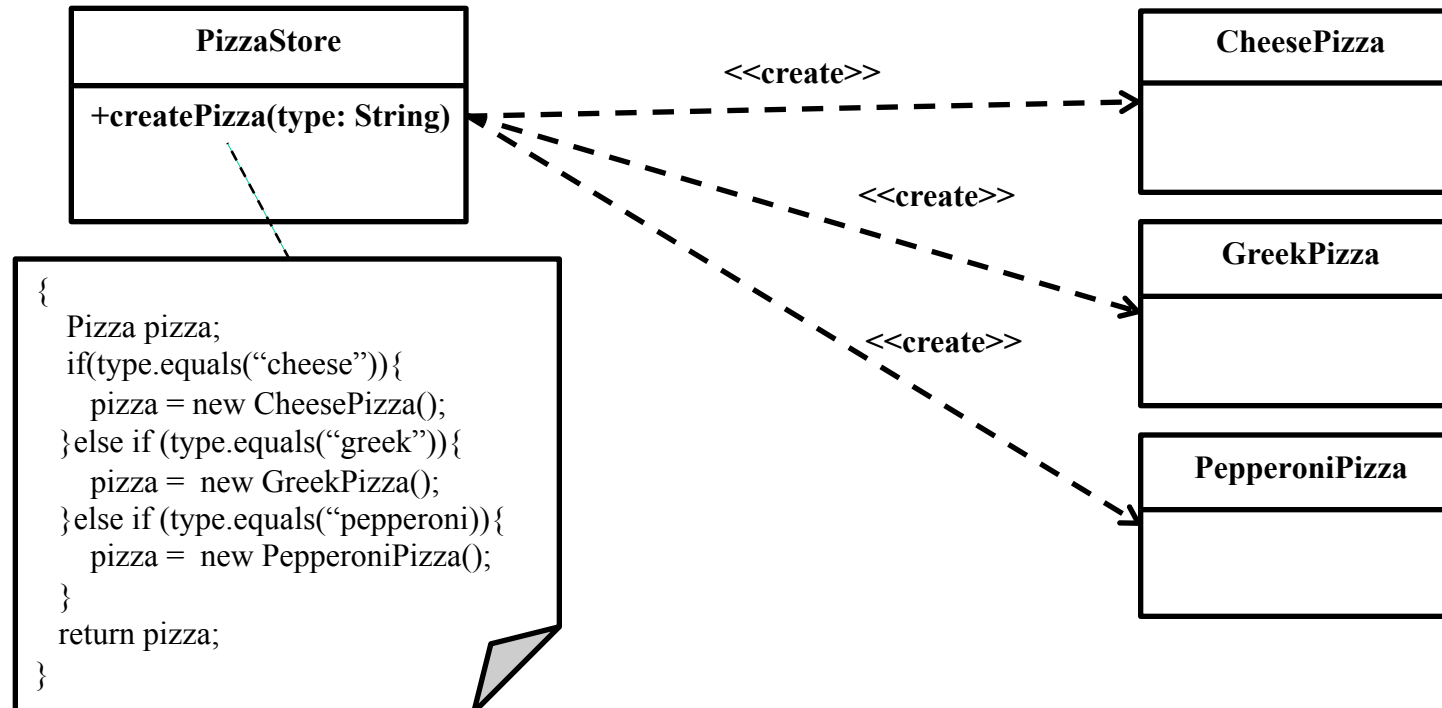 PizzaStore
+createPizza(type: String)
<<create>>
<<create>>
<<create>>
CheesePizza
GreekPizza
PepperoniPizza
{
Pizza pizza;
if(type.equals(“cheese”)){
pizza = new CheesePizza();
}else if (type.equals(“greek”)){
pizza = new GreekPizza();
}else if (type.equals(“pepperoni)){
pizza = new PepperoniPizza();
}
return pizza;
}